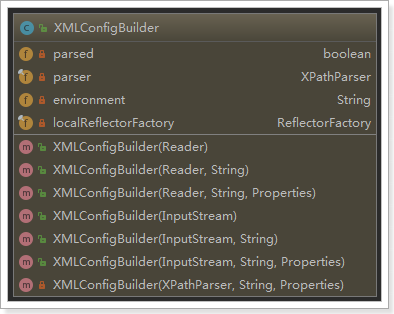 XMLConfigBuilder
parsed boolean
parser XPathParser
environment String
localReflectorFactory ReflectorFactory
XMLConfigBuilder(Reader)
XMLConfigBuilder(Reader, String)
XMLConfigBuilder(Reader, String, Properties)
XMLConfigBuilder(InputStream)
XMLConfigBuilder(InputStream, String)
XMLConfigBuilder(InputStream, String, Properties)
XMLConfigBuilder(XPathParser, String, Properties)